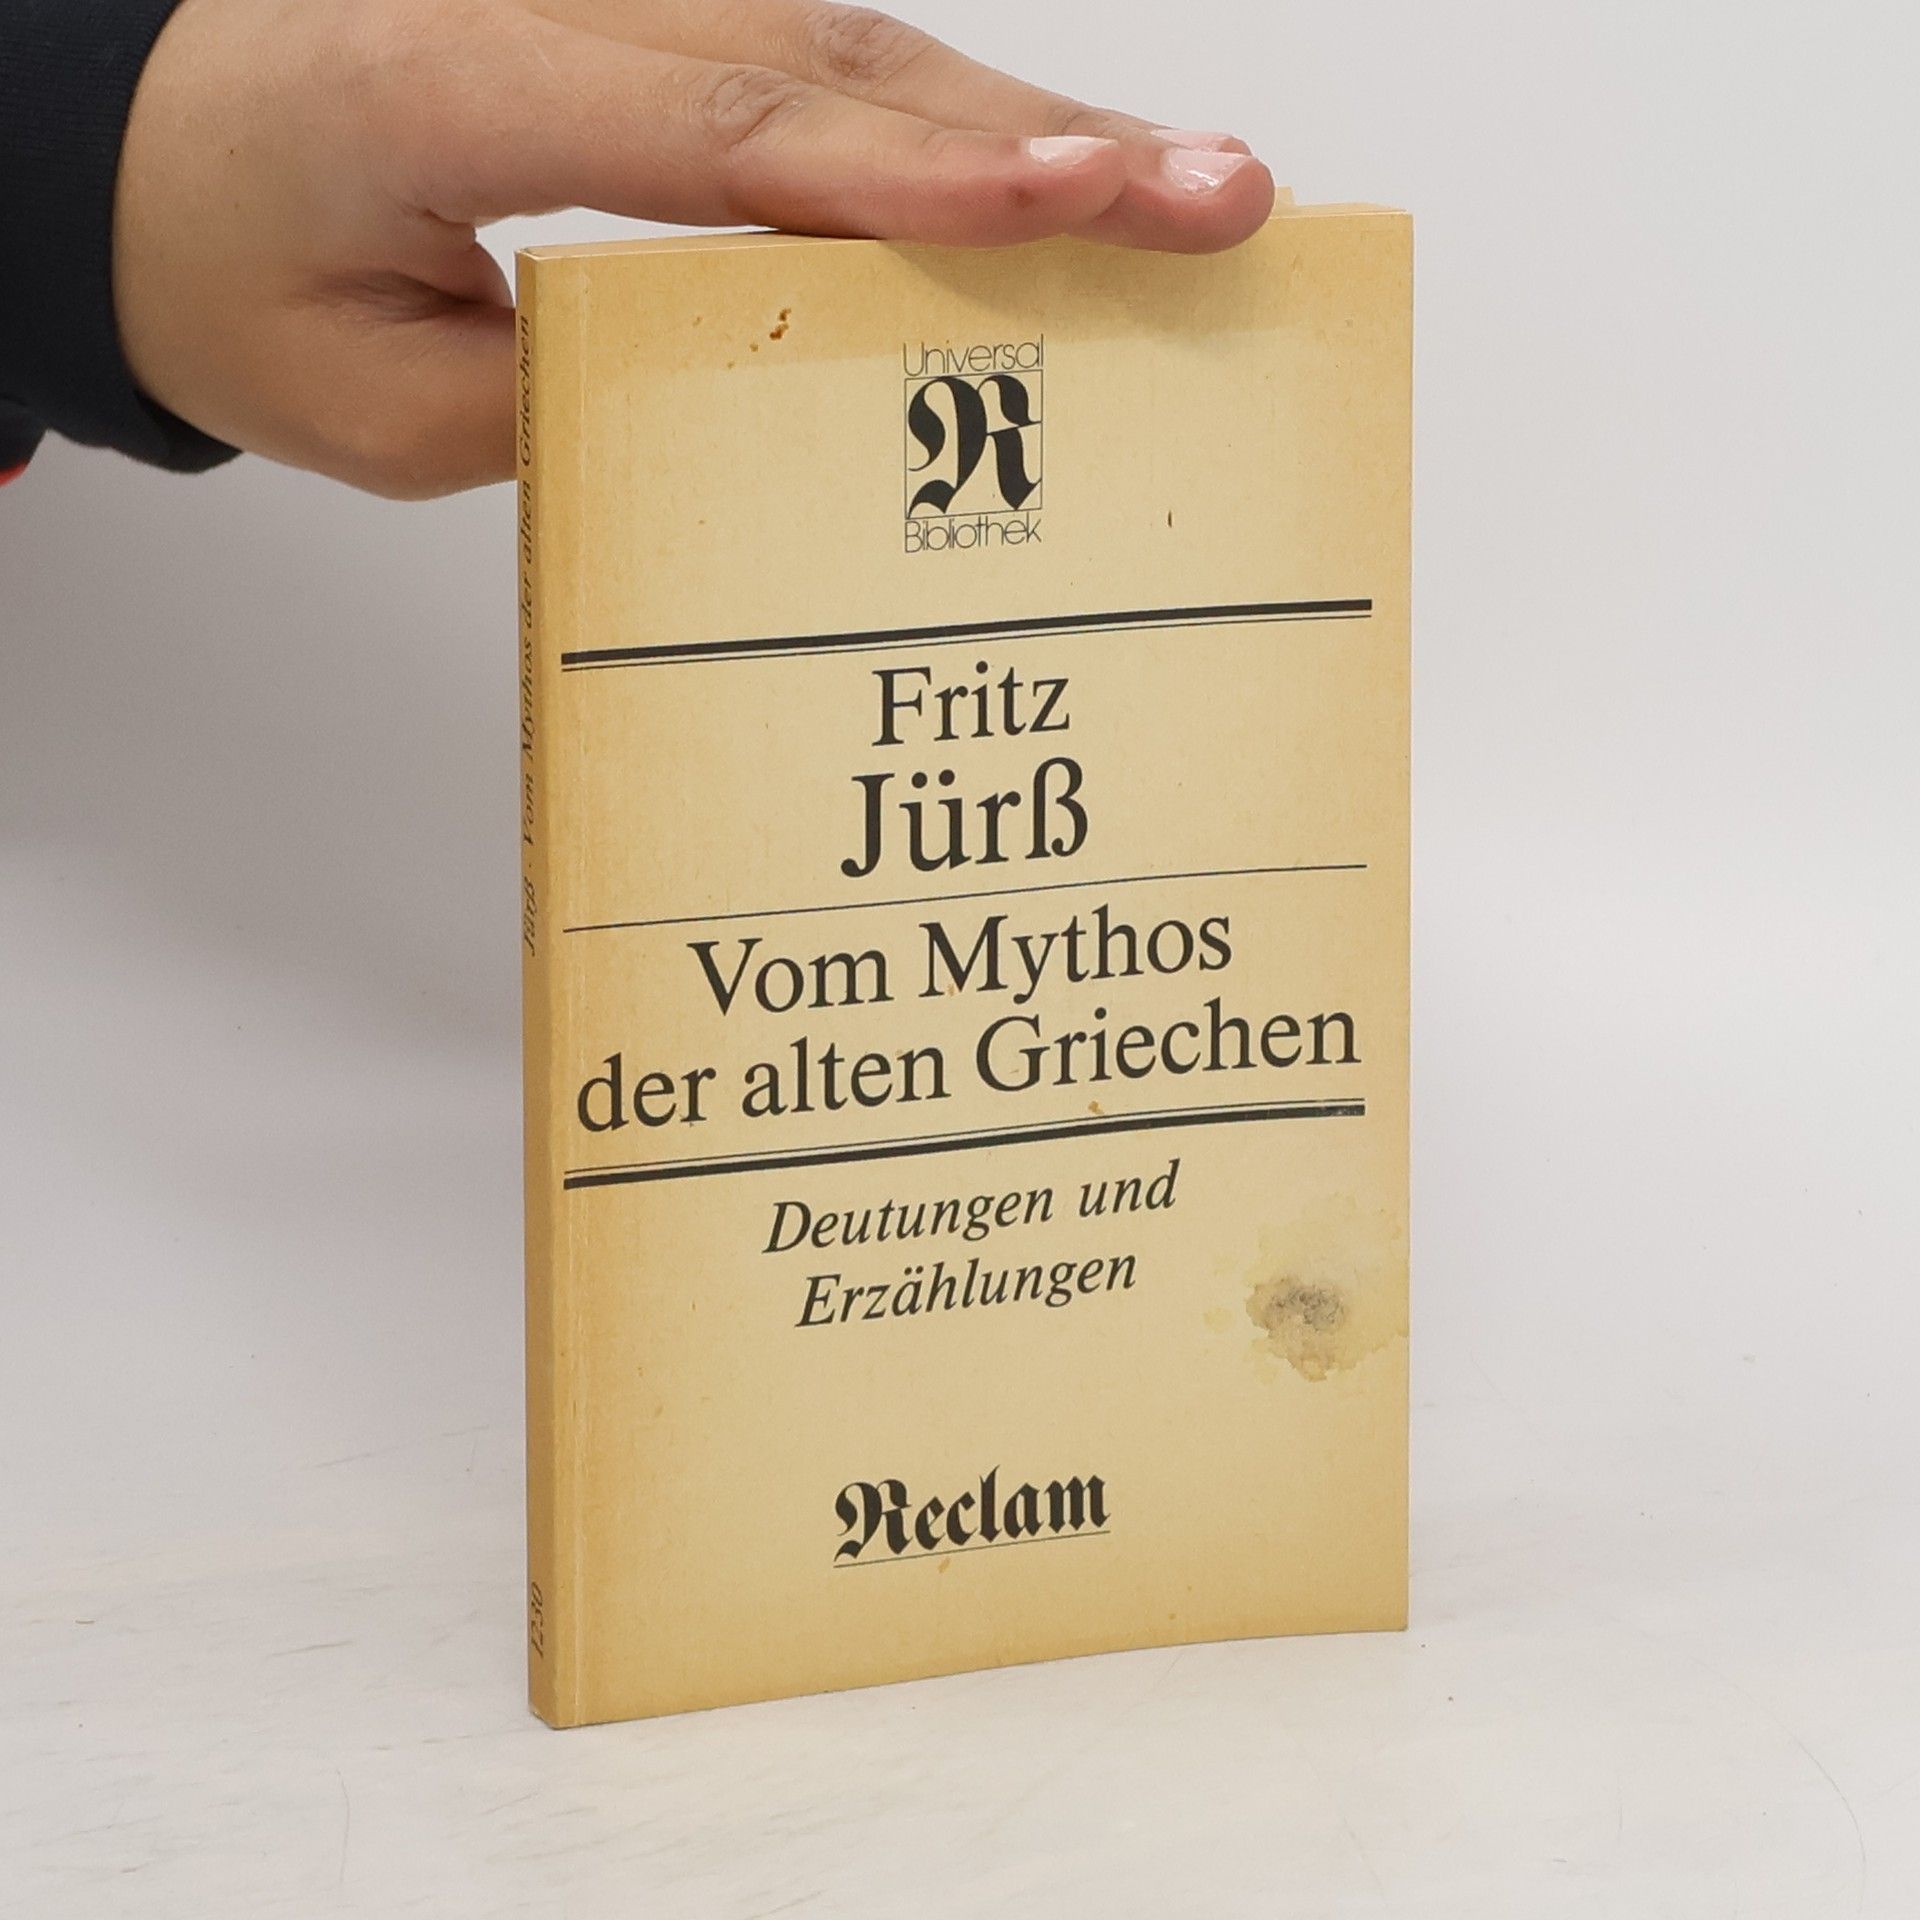 Universal
R
Bibliothek
Fritz
Jürß
Vom Mythos
der alten Griechen
Deutungen und
Erzählungen
Reclam
Jürß · Vom Mythos der alten Griechen
1230